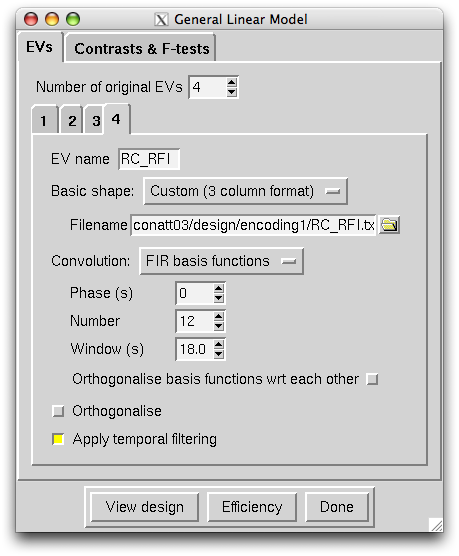 General Linear Model
EVs Contrasts & F-tests
Number of original EVs 4
1 2 3 4
EV name RC_RFI
Basic shape: Custom (3 column format)
Filename conatt03/design/encoding1/RC_RFI.tx
Convolution: FIR basis functions
Phase (s) 0
Number 12
Window (s) 18.0
Orthogonalise basis functions wrt each other
Orthogonalise
Apply temporal filtering
View design Efficiency Done